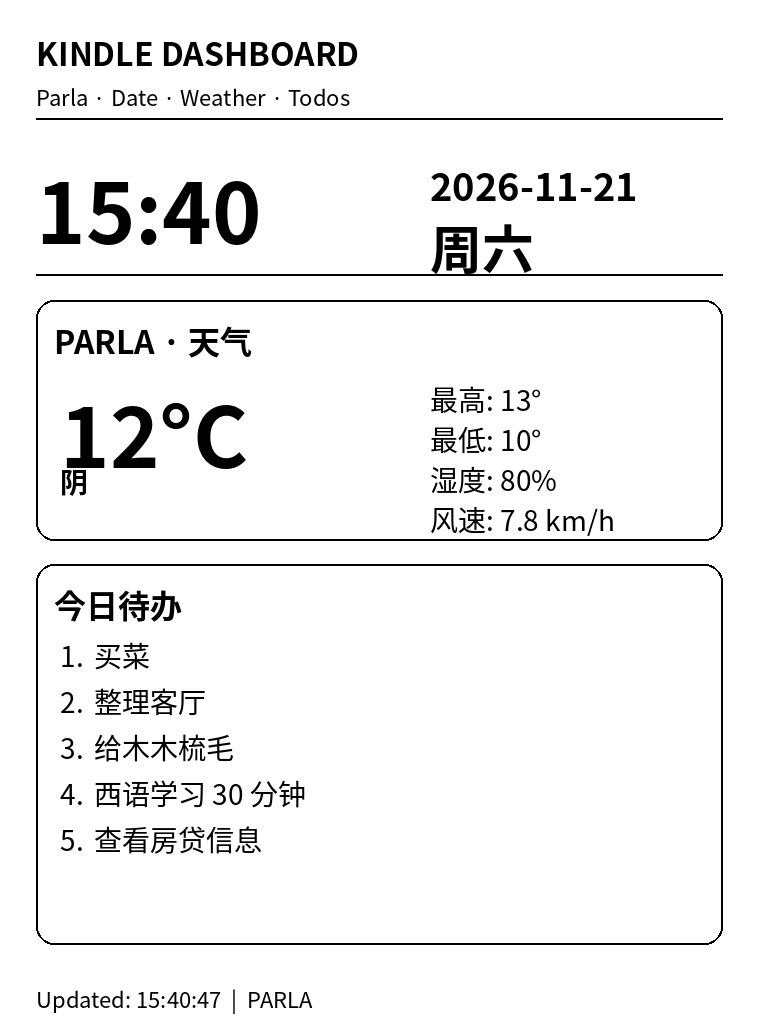 KINDLE DASHBOARD
Parla · Date · Weather · Todos
15:40
2026-11-21
周六
PARLA · 天气
12°C
阴
最高: 13°
最低: 10°
湿度: 80%
风速: 7.8 km/h
今日待办
1. 买菜
2. 整理客厅
3. 给木木梳毛
4. 西语学习 30 分钟
5. 查看房贷信息
Updated: 15:40:47 | PARLA